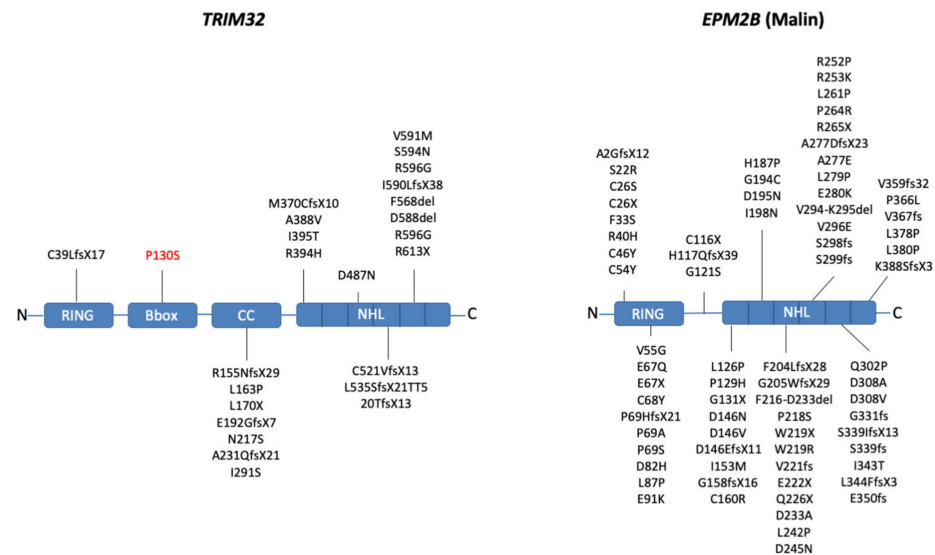 TRIM32
V591M
S594N
R596G
I590LfsX38
F568del
D588del
R596G
R613X
M370CfsX10
A388V
I395T
R394H
D487N
C39LfsX17
P130S
N
RING
Bbox
CC
NHL
C
R155NfsX29
L163P
L170X
E192GfsX7
N217S
A231QfsX21
I291S
C521VfsX13
L535SfsX21TT5
20TfsX13
EPM2B (Malin)
A2GfsX12
S22R
C26S
C26X
F33S
R40H
C46Y
C54Y
C116X
H117QfsX39
G121S
H187P
G194C
D195N
I198N
R252P
R253K
L261P
P264R
R265X
A277DfsX23
A277E
L279P
E280K
V294-K295del
V296E
S298fs
S299fs
V359fs32
P366L
V367fs
L378P
L380P
K388SfsX3
N
RING
NHL
C
V55G
E67Q
E67X
C68Y
P69HfsX21
P69A
P69S
D82H
L87P
E91K
L126P
P129H
G131X
D146N
D146V
D146EfsX11
I153M
G158fsX16
C160R
F204LfsX28
G205WfsX29
F216-D233del
P218S
W219X
W219R
V221fs
E222X
Q226X
D233A
L242P
D245N
Q302P
D308A
D308V
G331fs
S339IfsX13
S339fs
I343T
L344FfsX3
E350fs